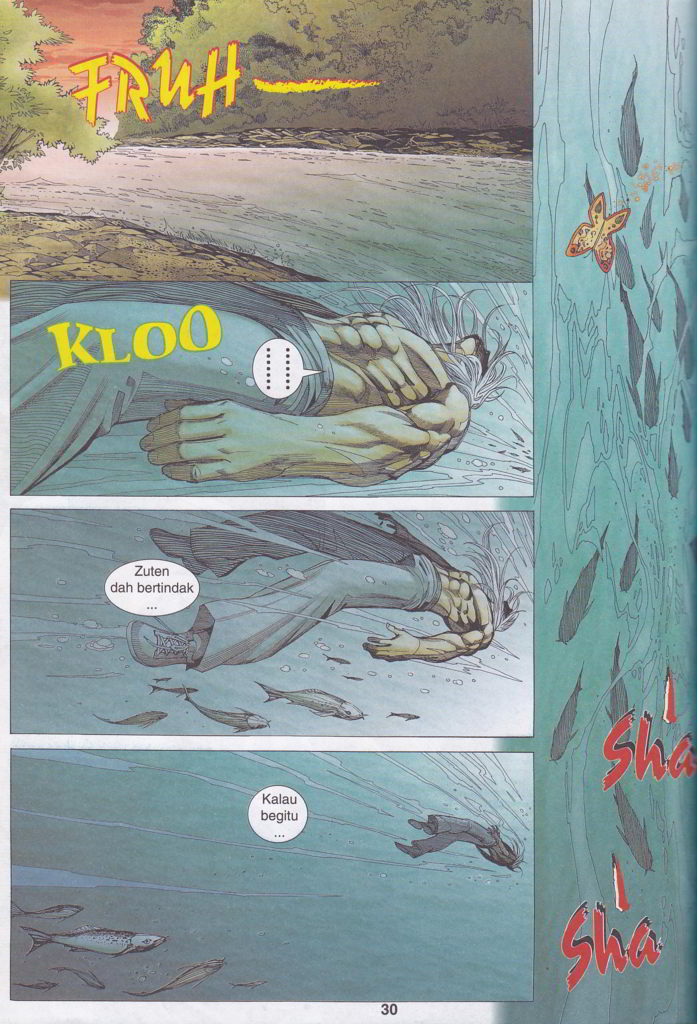 FRUH
KLOO
......
Zuten
dah bertindak
...
Kalau
begitu
...
Sha
Sha
30